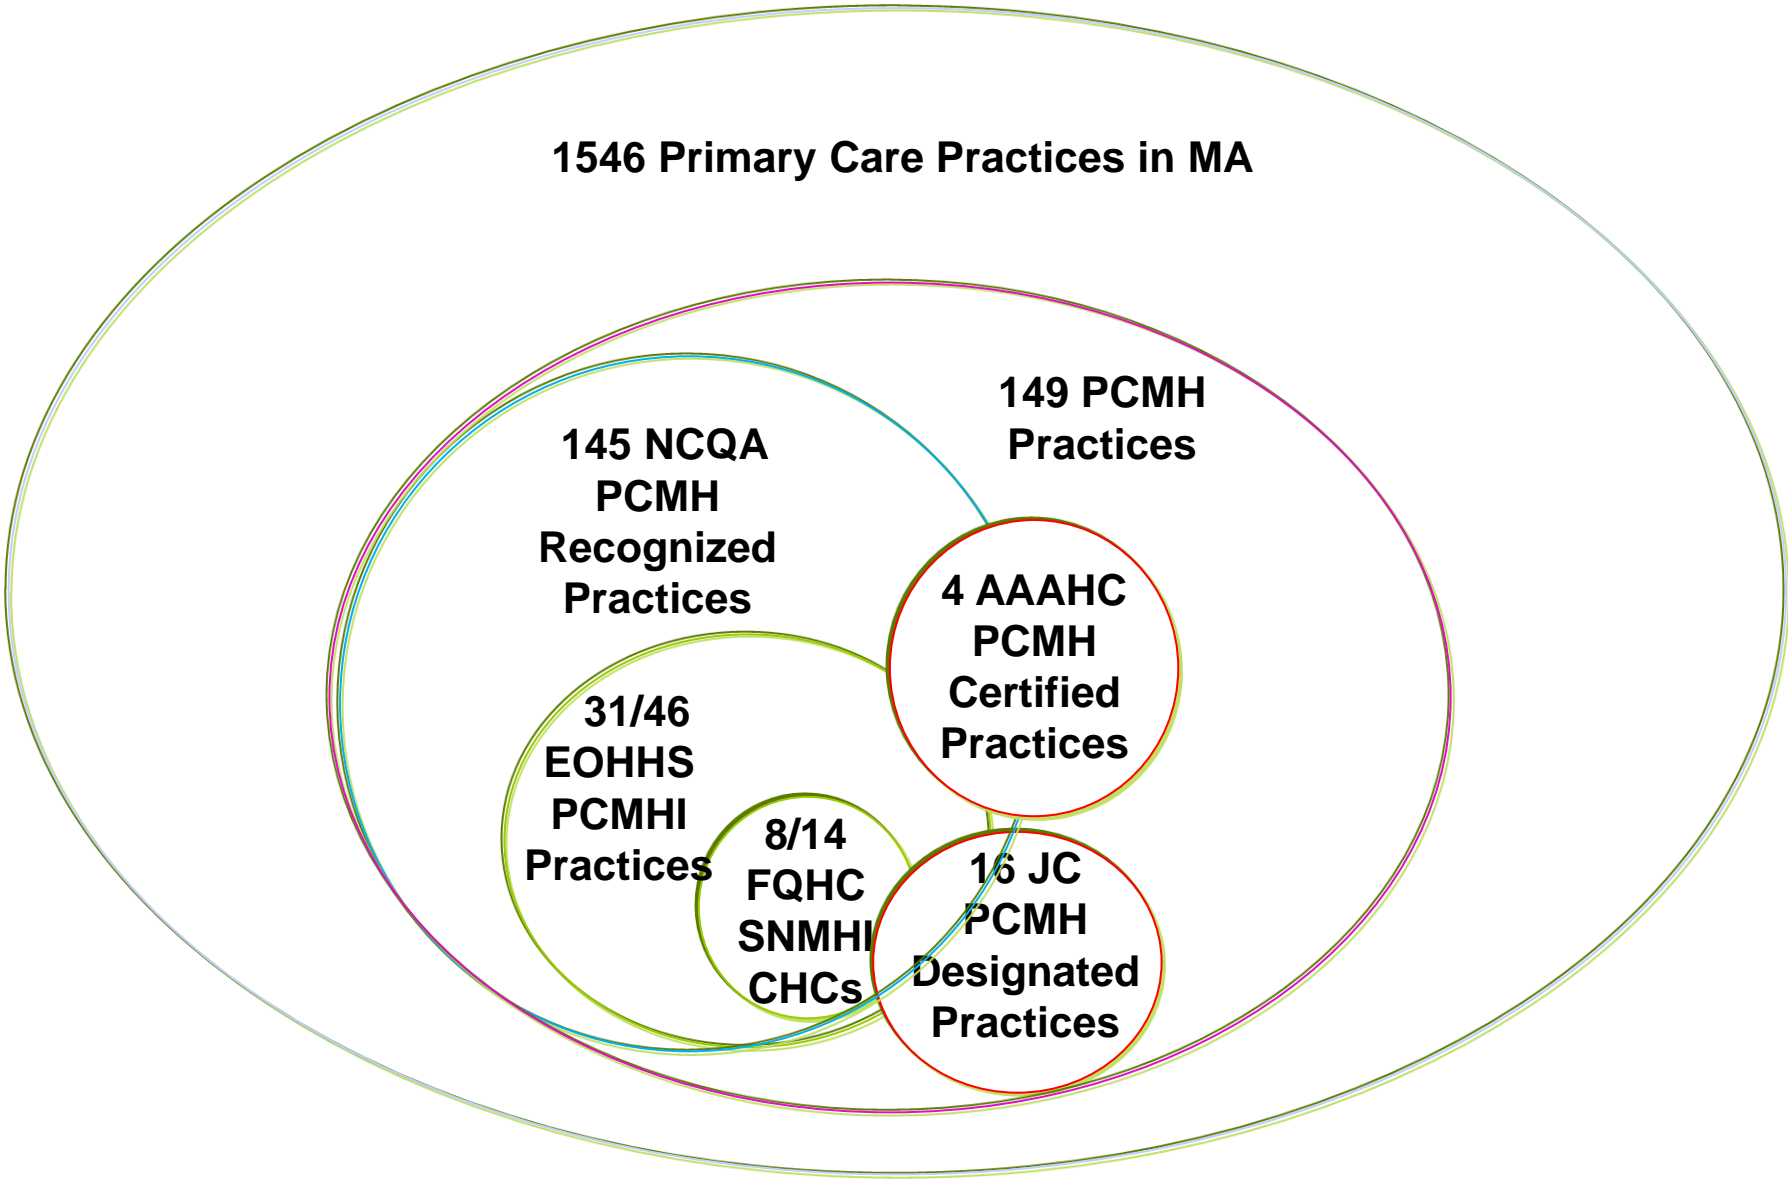 1546 Primary Care Practices in MA
149 PCMH
Practices
145 NCQA
PCMH
Recognized
Practices
4 AAAHC
PCMH
Certified
Practices
31/46
EOHHS
PCMHI
Practices
8/14
FQHC
SNMHI
CHCs
16 JC
PCMH
Designated
Practices